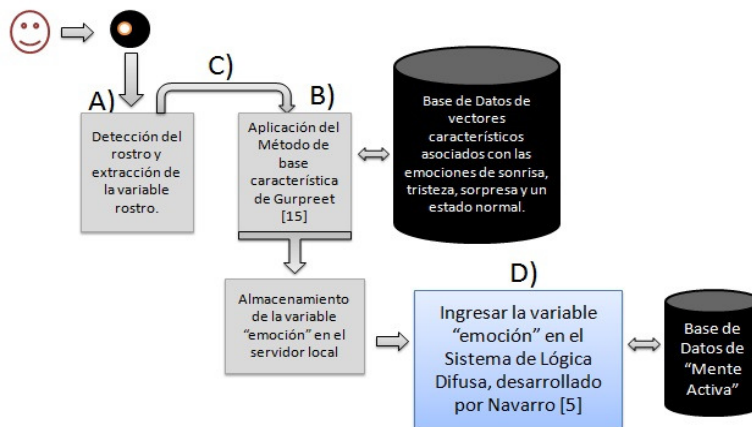 C)
A)
B)
Detección del
rostro y
extracción de
la variable
rostro.
Aplicación del
Método de
base
característica
de Gurpreet
[15]
Base de Datos de
vectores
característicos
asociados con las
emociones de sonrisa,
tristeza, sorpresa y un
estado normal.
Almacenamiento
de la variable
“emoción” en el
servidor local
D)
Ingresar la variable
“emoción” en el
Sistema de Lógica
Difusa, desarrollado
por Navarro [5]
Base de
Datos de
“Mente
Activa”